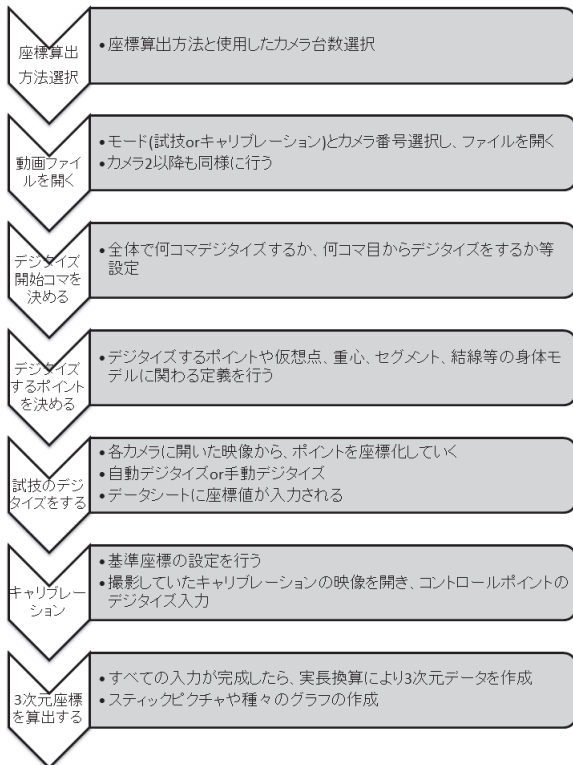 座標算出
方法選択
•座標算出方法と使用したカメラ台数選択
動画ファイ
ルを開く
•モード(試技orキャリブレーション)とカメラ番号選択し、ファイルを開く
•カメラ2以降も同様に行う
デジタイズ
開始コマを
決める
•全体で何コマデジタイズするか、何コマ目からデジタイズをするか等
設定
デジタイズ
するポイント
を決める
•デジタイズするポイントや仮想点、重心、セグメント、結線等の身体モ
デルに関わる定義を行う
試技のデジ
タイズをする
•各カメラに開いた映像から、ポイントを座標化していく
•自動デジタイズor手動デジタイズ
•データシートに座標値が入力される
キャリブレー
ション
•基準座標の設定を行う
•撮影していたキャリブレーションの映像を開き、コントロールポイントの
デジタイズ入力
3次元座標
を算出する
•すべての入力が完成したら、実長換算により3次元データを作成
•スティックピクチャや種々のグラフの作成